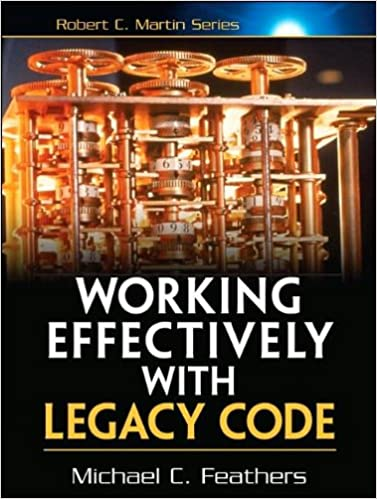 Robert C. Martin Series
WORKING
EFFECTIVELY
WITH
LEGACY CODE
Michael C. Feathers